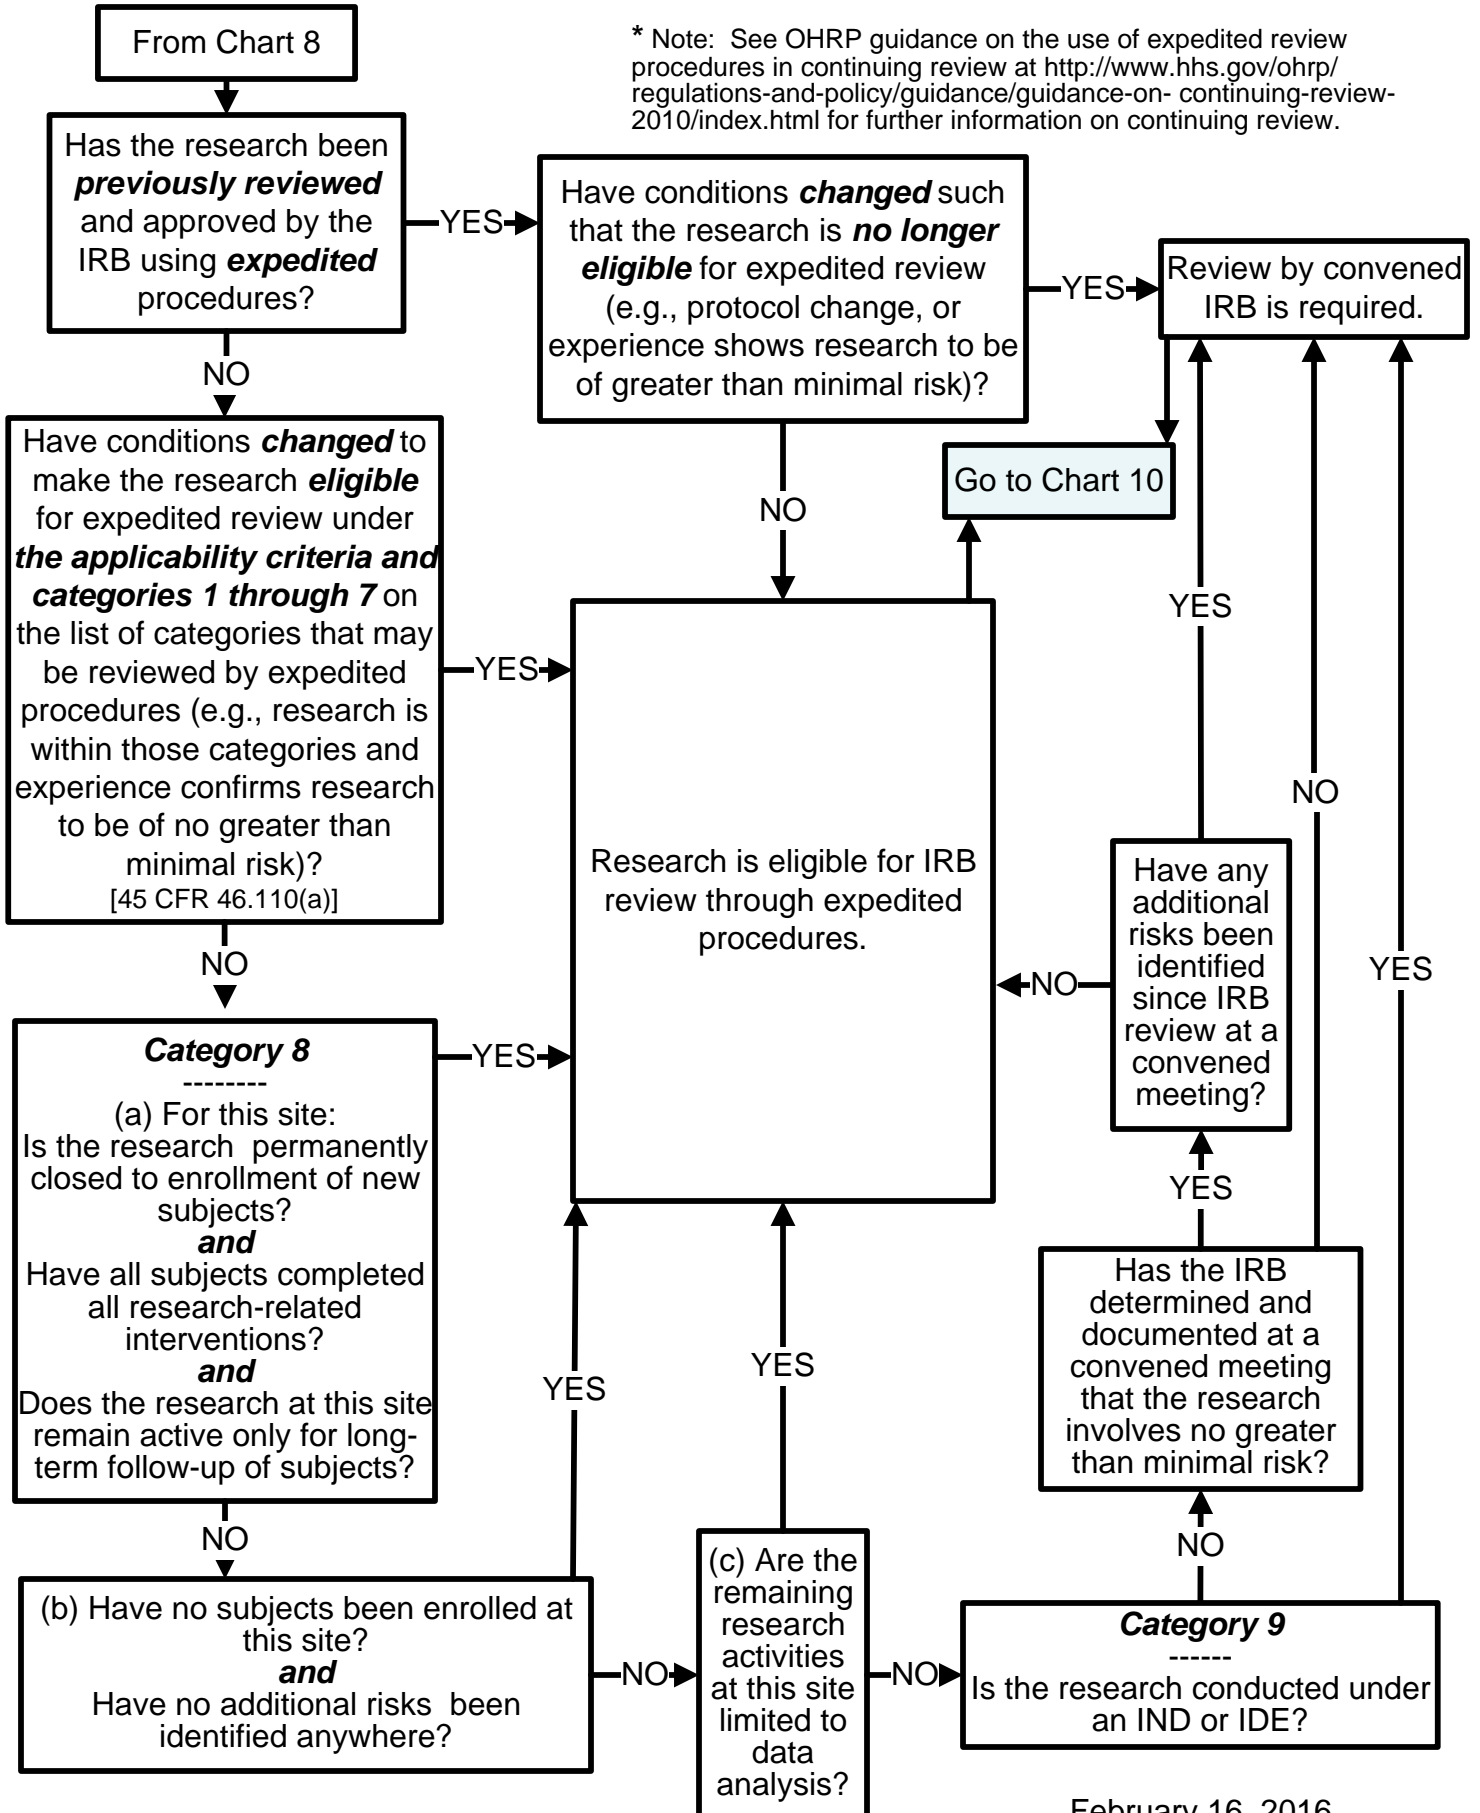 From Chart 8
* Note: See OHRP guidance on the use of expedited review
procedures in continuing review at http://www.hhs.gov/ohrp/
regulations-and-policy/guidance/guidance-on- continuing-review-
2010/index.html for further information on continuing review.
Has the research been
previously reviewed
and approved by the
IRB using expedited
procedures?
YES
Have conditions changed such
that the research is no longer
eligible for expedited review
(e.g., protocol change, or
experience shows research to be
of greater than minimal risk)?
YES
Review by convened
IRB is required.
NO
Have conditions changed to
make the research eligible
for expedited review under
the applicability criteria and
categories 1 through 7 on
the list of categories that may
be reviewed by expedited
procedures (e.g., research is
within those categories and
experience confirms research
to be of no greater than
minimal risk)?
[45 CFR 46.110(a)]
NO
Go to Chart 10
YES
YES
Research is eligible for IRB
review through expedited
procedures.
NO
YES
NO
Have any
additional
risks been
identified
since IRB
review at a
convened
meeting?
NO
YES
Category 8
--------
(a) For this site:
Is the research permanently
closed to enrollment of new
subjects?
and
Have all subjects completed
all research-related
interventions?
and
Does the research at this site
remain active only for long-
term follow-up of subjects?
YES
YES
YES
YES
Has the IRB
determined and
documented at a
convened meeting
that the research
involves no greater
than minimal risk?
NO
NO
(b) Have no subjects been enrolled at
this site?
and
Have no additional risks been
identified anywhere?
NO
(c) Are the
remaining
research
activities
at this site
limited to
data
analysis?
NO
Category 9
------
Is the research conducted under
an IND or IDE?
February 16, 2016